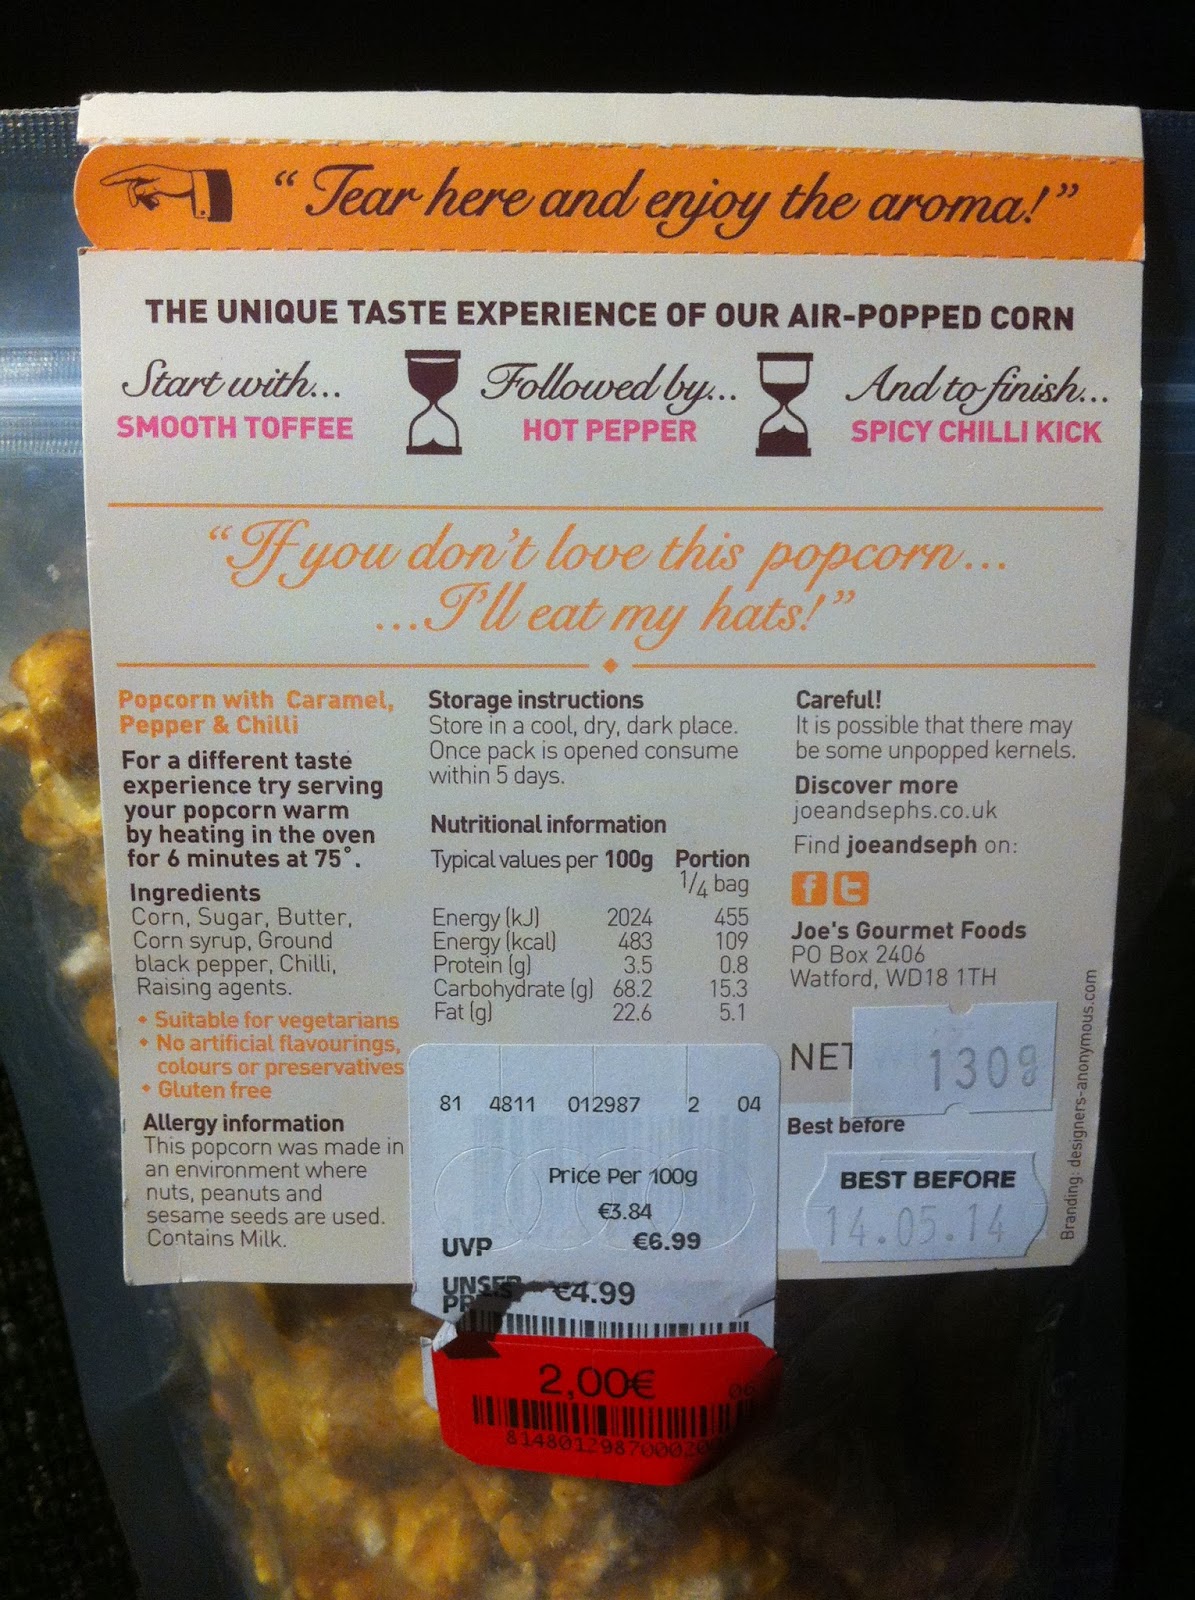 “Tear here and enjoy the aroma!”
THE UNIQUE TASTE EXPERIENCE OF OUR AIR-POPPED CORN
Start with...
SMOOTH TOFFEE
Followed by...
HOT PEPPER
And to finish...
SPICY CHILLI KICK
“If you don't love this popcorn...
...I'll eat my hats!”
Popcorn with Caramel,
Pepper & Chilli
For a different taste
experience try serving
your popcorn warm
by heating in the oven
for 6 minutes at 75°.
Ingredients
Corn, Sugar, Butter,
Corn syrup, Ground
black pepper, Chilli,
Raising agents.
• Suitable for vegetarians
• No artificial flavourings,
colours or preservatives
• Gluten free
Allergy information
This popcorn was made in
an environment where
nuts, peanuts and
sesame seeds are used.
Contains Milk.
Storage instructions
Store in a cool, dry, dark place.
Once pack is opened consume
within 5 days.
Nutritional information
Typical values per 100g Portion
1/4 bag
Energy (kJ) 2024 455
Energy (kcal) 483 109
Protein (g) 3.5 0.8
Carbohydrate (g) 68.2 15.3
Fat (g) 22.6 5.1
Careful!
It is possible that there may
be some unpopped kernels.
Discover more
joeandsephs.co.uk
Find joeandseph on:
f t
Joe's Gourmet Foods
PO Box 2406
Watford, WD18 1TH
NET 130g
Best before
BEST BEFORE
14.05.14
Branding: designers-anonymous.com
81 4811 012987 2 04
Price Per 100g
€3.84
UVP €6.99
€4.99
2,00€
06